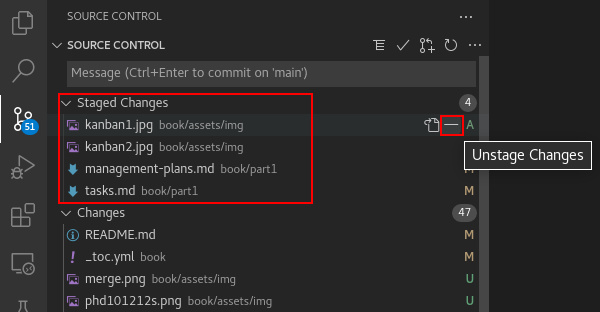 SOURCE CONTROL
SOURCE CONTROL
Message (Ctrl+Enter to commit on 'main')
Staged Changes 4
kanban1.jpg book/assets/img A
kanban2.jpg book/assets/img
management-plans.md book/part1
tasks.md book/part1 M
Unstage Changes
Changes 47
README.md M
_toc.yml book M
merge.png book/assets/img U
phd101212s.png book/assets/img U
51